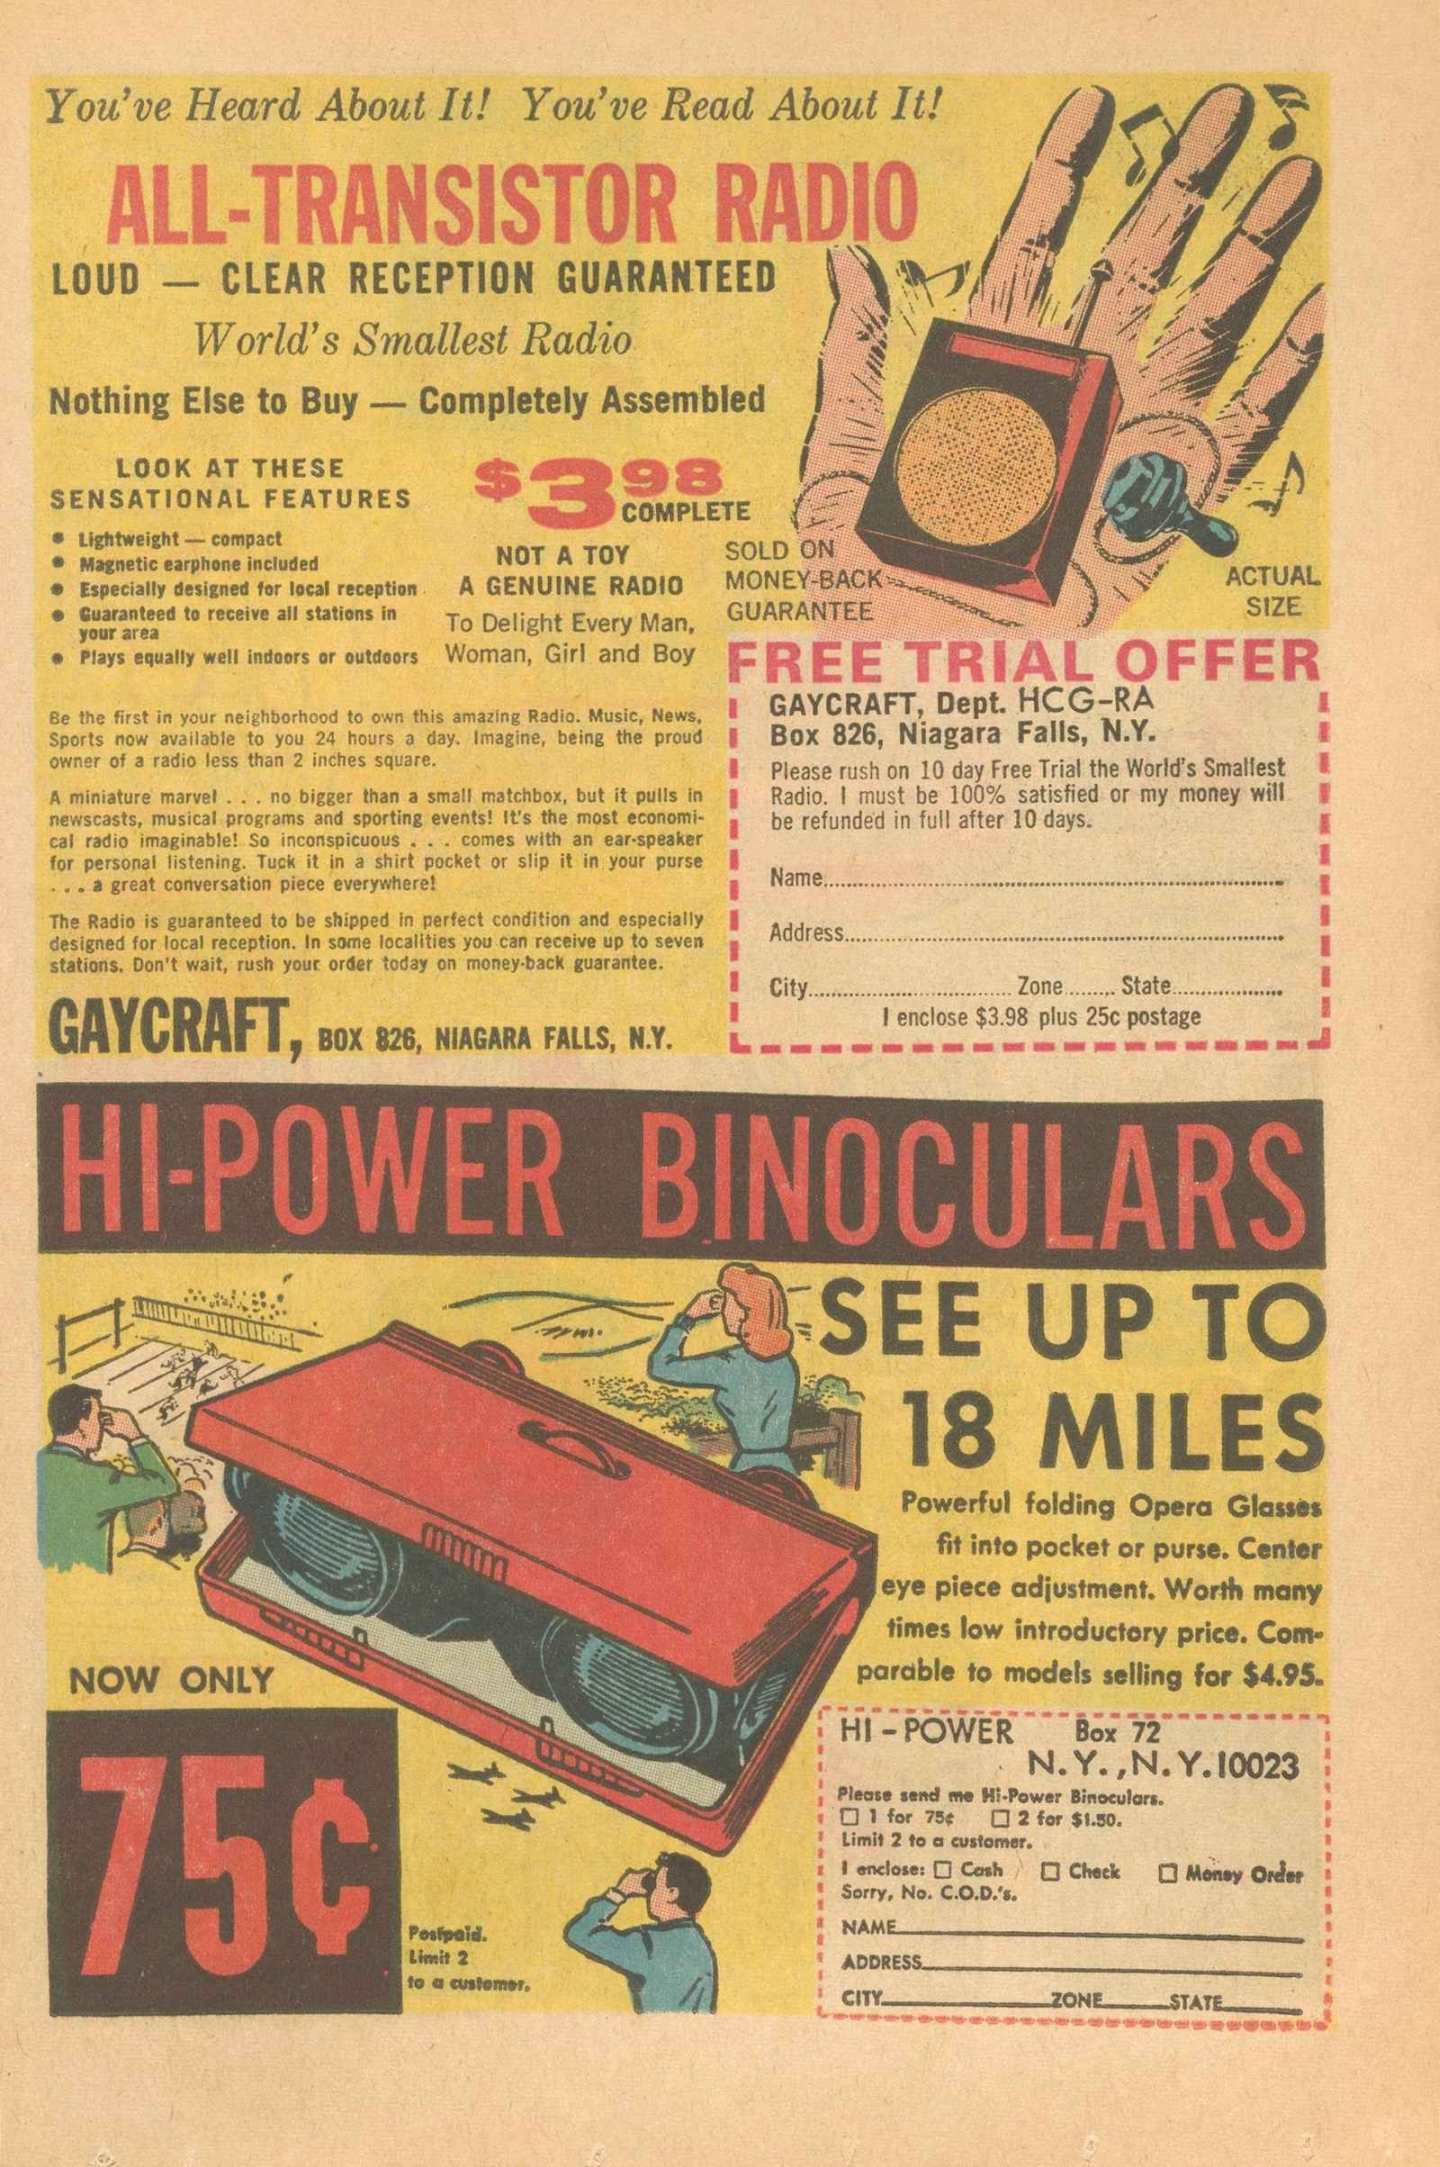 You've Heard About It! You've Read About It!
ALL-TRANSISTOR RADIO
LOUD — CLEAR RECEPTION GUARANTEED
World's Smallest Radio
Nothing Else to Buy — Completely Assembled
LOOK AT THESE
SENSATIONAL FEATURES
● Lightweight — compact
● Magnetic earphone included
● Especially designed for local reception
● Guaranteed to receive all stations in
your area
● Plays equally well indoors or outdoors
$3.98
COMPLETE
NOT A TOY
A GENUINE RADIO
To Delight Every Man,
Woman, Girl and Boy
SOLD ON
MONEY-BACK
GUARANTEE
ACTUAL
SIZE
Be the first in your neighborhood to own this amazing Radio. Music, News,
Sports now available to you 24 hours a day. Imagine, being the proud
owner of a radio less than 2 inches square.
A miniature marvel . . . no bigger than a small matchbox, but it pulls in
newscasts, musical programs and sporting events! It's the most economi-
cal radio imaginable! So inconspicuous . . . comes with an ear-speaker
for personal listening. Tuck it in a shirt pocket or slip it in your purse
. . . a great conversation piece everywhere!
The Radio is guaranteed to be shipped in perfect condition and especially
designed for local reception. In some localities you can receive up to seven
stations. Don't wait, rush your order today on money-back guarantee.
GAYCRAFT, BOX 826, NIAGARA FALLS, N.Y.
FREE TRIAL OFFER
GAYCRAFT, Dept. HCG-RA
Box 826, Niagara Falls, N.Y.
Please rush on 10 day Free Trial the World's Smallest
Radio. I must be 100% satisfied or my money will
be refunded in full after 10 days.
Name
Address
City Zone State
I enclose $3.98 plus 25c postage
HI-POWER BINOCULARS
SEE UP TO
18 MILES
Powerful folding Opera Glasses
fit into pocket or purse. Center
eye piece adjustment. Worth many
times low introductory price. Com-
parable to models selling for $4.95.
NOW ONLY
75¢
Postpaid.
Limit 2
to a customer.
HI-POWER Box 72
N.Y., N.Y. 10023
Please send me Hi-Power Binoculars.
☐ 1 for 75¢ ☐ 2 for $1.50.
Limit 2 to a customer.
I enclose: ☐ Cash ☐ Check ☐ Money Order
Sorry, No. C.O.D.'s.
NAME
ADDRESS
CITY ZONE STATE